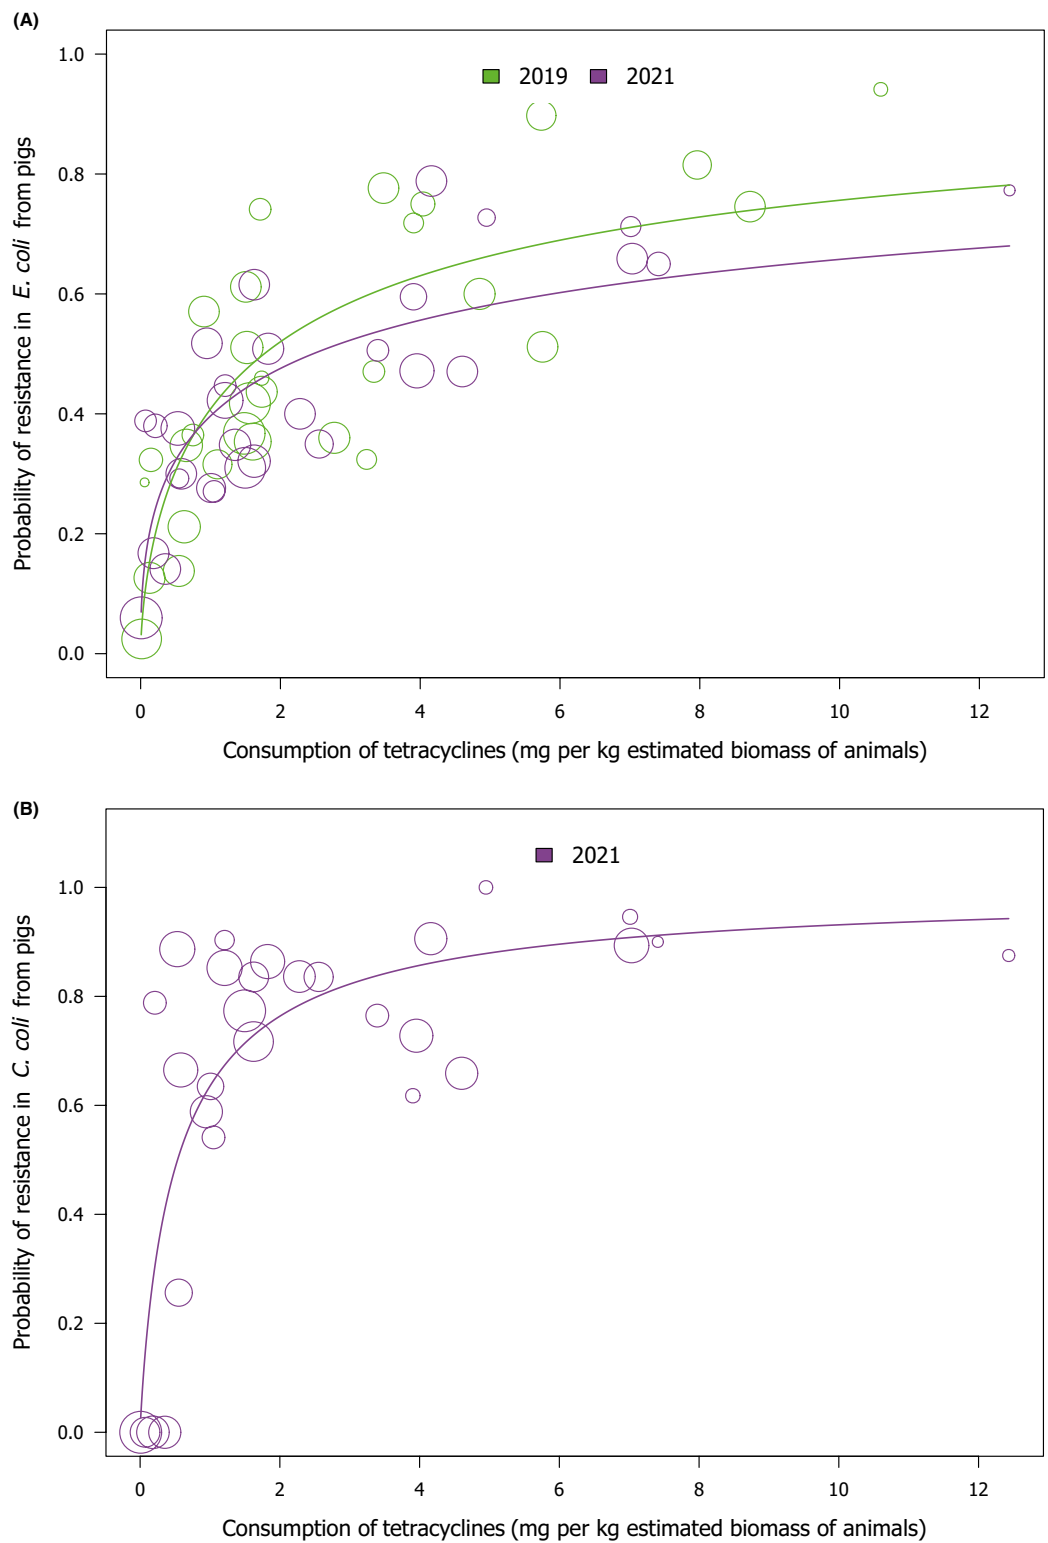 (A)
Probability of resistance in E. coli from pigs
1.0
0.8
0.6
0.4
0.2
0.0
2019 2021
0 2 4 6 8 10 12
Consumption of tetracyclines (mg per kg estimated biomass of animals)
(B)
Probability of resistance in C. coli from pigs
1.0
0.8
0.6
0.4
0.2
0.0
2021
0 2 4 6 8 10 12
Consumption of tetracyclines (mg per kg estimated biomass of animals)